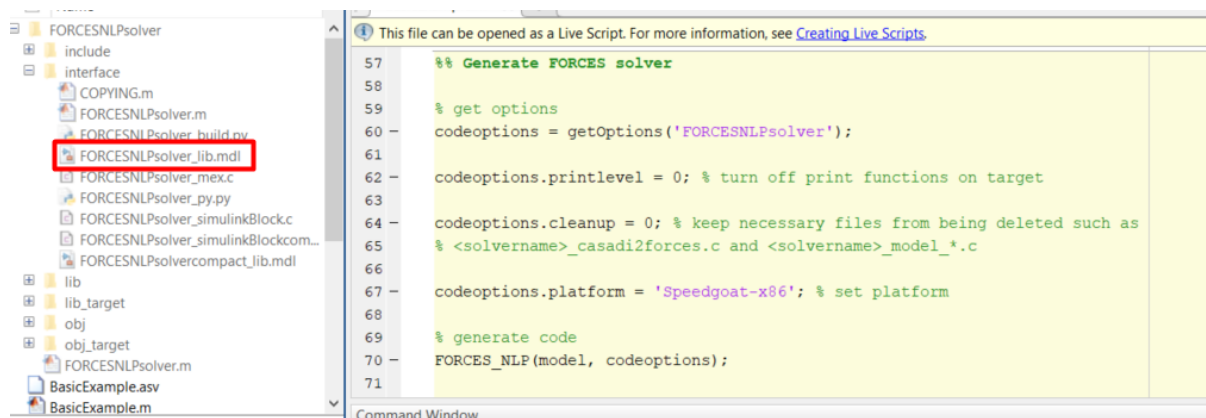 FORCESNLPsolver
include
interface
COPYING.m
FORCESNLPsolver.m
FORCESNLPsolver_build.py
FORCESNLPsolver_lib.mdl
FORCESNLPsolver_mex.c
FORCESNLPsolver_py.py
FORCESNLPsolver_simulinkBlock.c
FORCESNLPsolver_simulinkBlockcom...
FORCESNLPsolvercompact_lib.mdl
lib
lib_target
obj
obj_target
FORCESNLPsolver.m
BasicExample.asv
BasicExample.m
This file can be opened as a Live Script. For more information, see Creating Live Scripts.
57 %% Generate FORCES solver
58
59 % get options
60 – codeoptions = getOptions('FORCESNLPsolver');
61
62 – codeoptions.printlevel = 0; % turn off print functions on target
63
64 – codeoptions.cleanup = 0; % keep necessary files from being deleted such as
65 % <solvername>_casadi2forces.c and <solvername>_model_*.c
66
67 – codeoptions.platform = 'Speedgoat-x86'; % set platform
68
69 % generate code
70 – FORCES_NLP(model, codeoptions);
71
Command Window